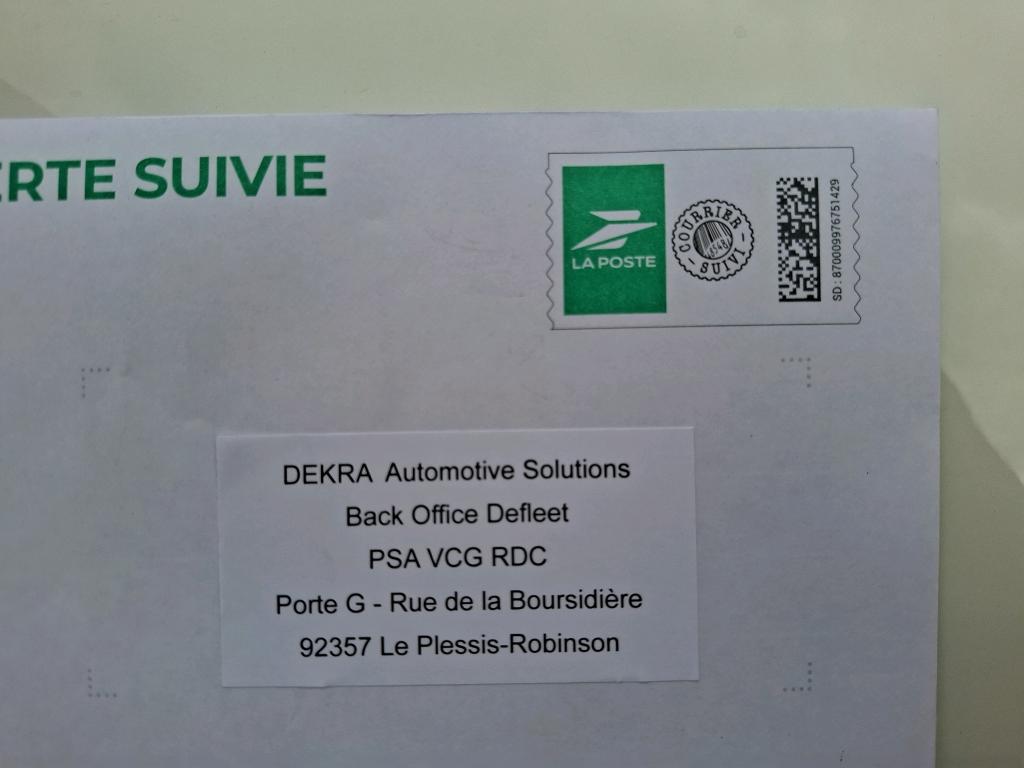 ERTE SUIVIE
LA POSTE
COURRIER
SUIVI
SD : 870009976751429
DEKRA Automotive Solutions
Back Office Defleet
PSA VCG RDC
Porte G - Rue de la Boursidière
92357 Le Plessis-Robinson